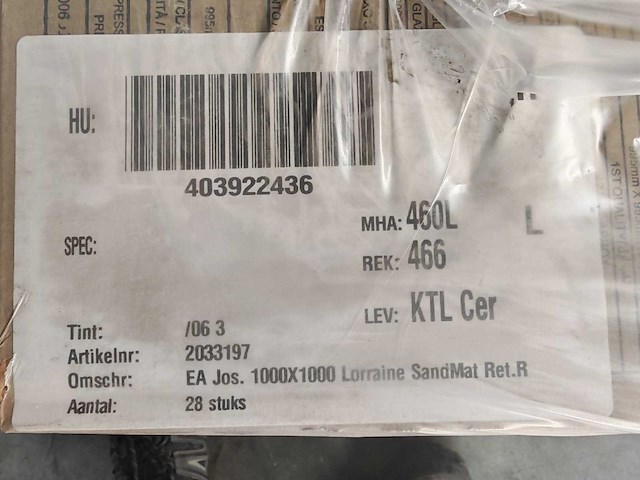 HU:
403922436
MHA: 460L L
SPEC:
REK: 466
LEV: KTL Cer
Tint: /06 3
Artikelnr: 2033197
Omschr: EA Jos. 1000X1000 Lorraine SandMat Ret.R
Aantal: 28 stuks